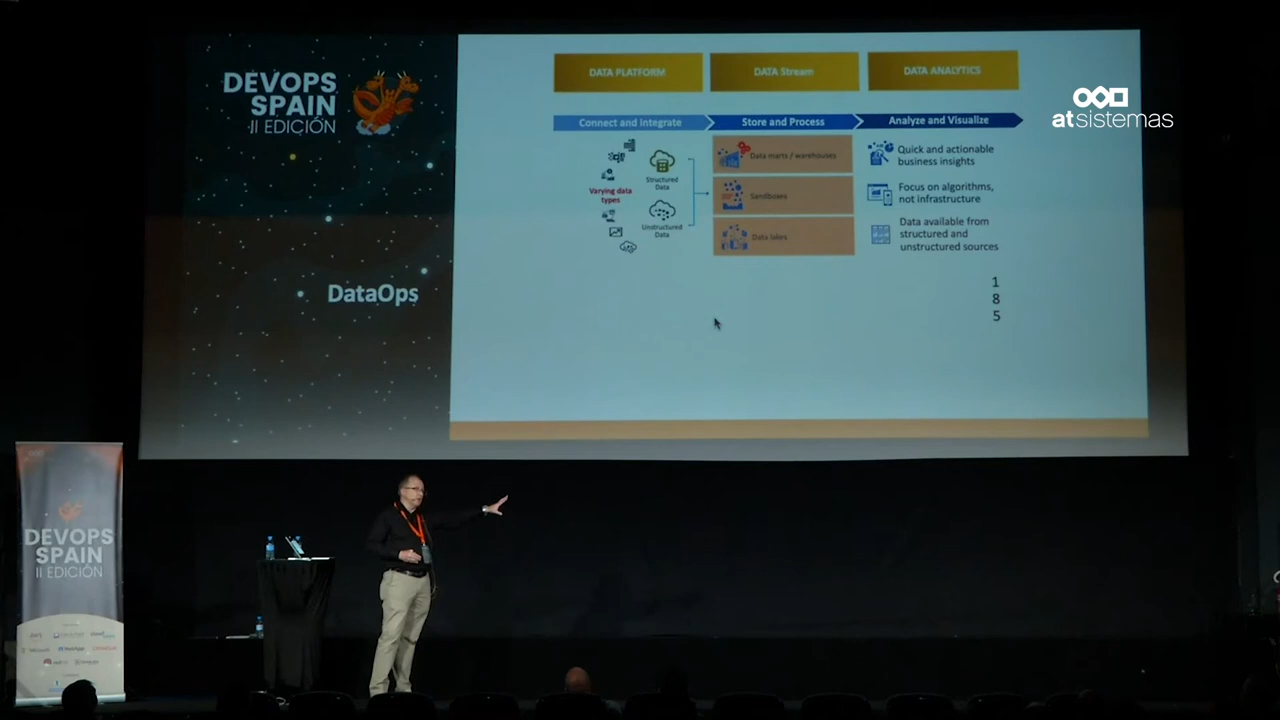 DEVOPS
SPAIN
II EDICIÓN
DataOps
DATA PLATFORM
DATA Stream
DATA ANALYTICS
atsistemas
Connect and Integrate
Store and Process
Analyze and Visualize
Varying data
types
Structured
Data
Unstructured
Data
Data marts / warehouses
Sandboxes
Data lakes
Quick and actionable
business insights
Focus on algorithms,
not infrastructure
Data available from
structured and
unstructured sources
1
8
5
DEVOPS
SPAIN
II EDICIÓN
Microsoft
NetApp
ORACLE